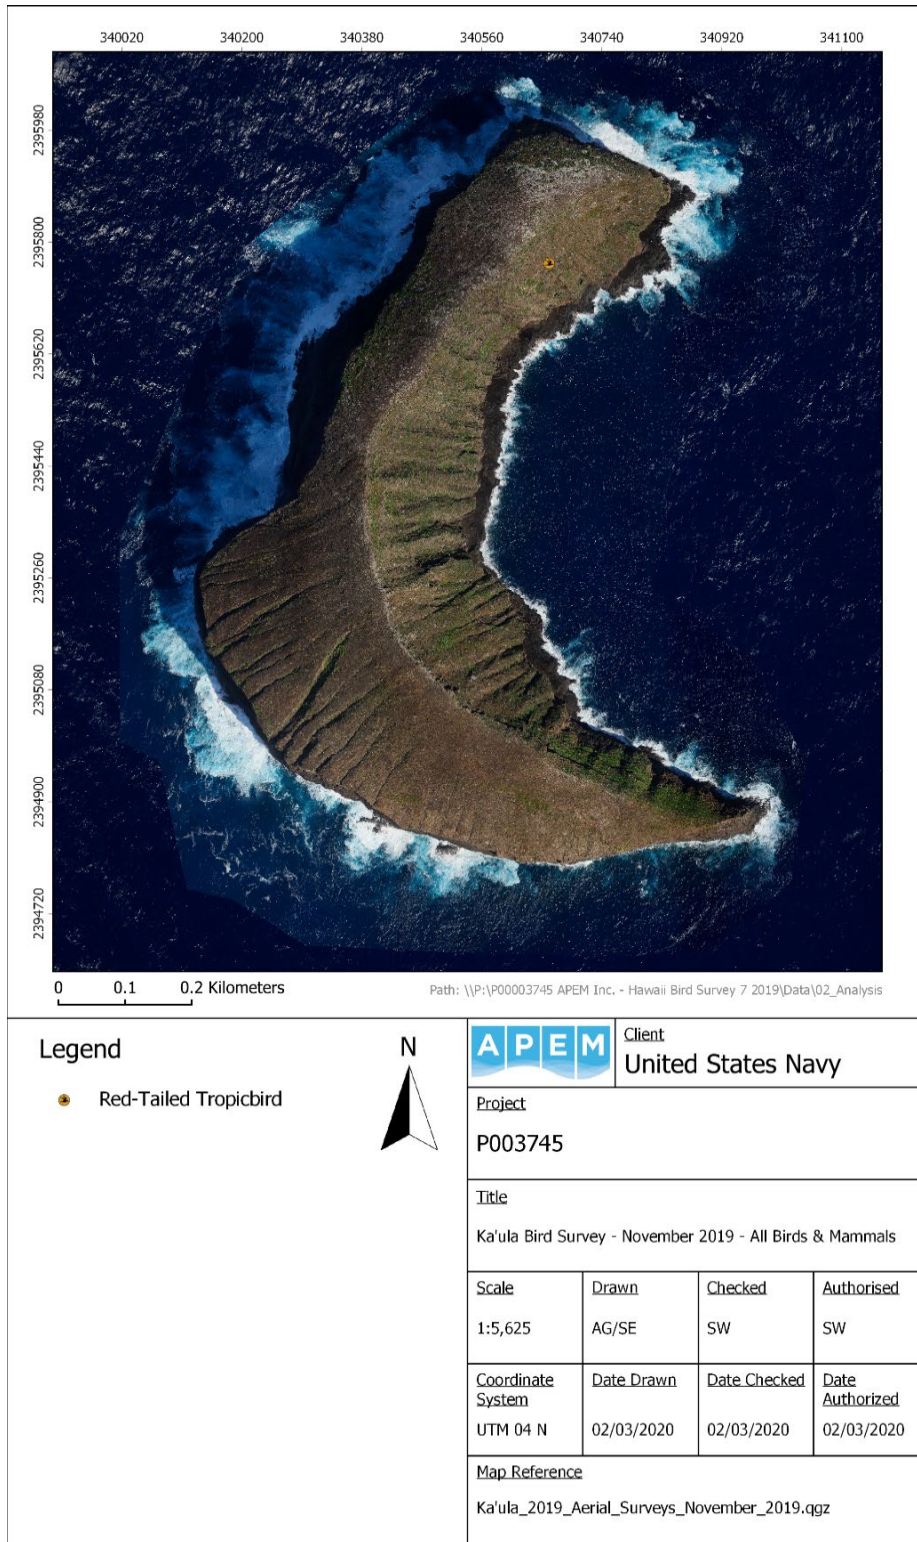 340020 340200 340380 340560 340740 340920 341100
2395980
2395800
2395620
2395440
2395260
2395080
2394900
2394720
0 0.1 0.2 Kilometers
Path: \\P:\P00003745 APEM Inc. - Hawaii Bird Survey 7 2019\Data\02_Analysis
Legend
N
Red-Tailed Tropicbird
APEM
Client
United States Navy
Project
P003745
Title
Ka'ula Bird Survey - November 2019 - All Birds & Mammals
Scale Drawn Checked Authorised
1:5,625 AG/SE SW SW
Coordinate System Date Drawn Date Checked Date Authorized
UTM 04 N 02/03/2020 02/03/2020 02/03/2020
Map Reference
Ka'ula_2019_Aerial_Surveys_November_2019.qgz